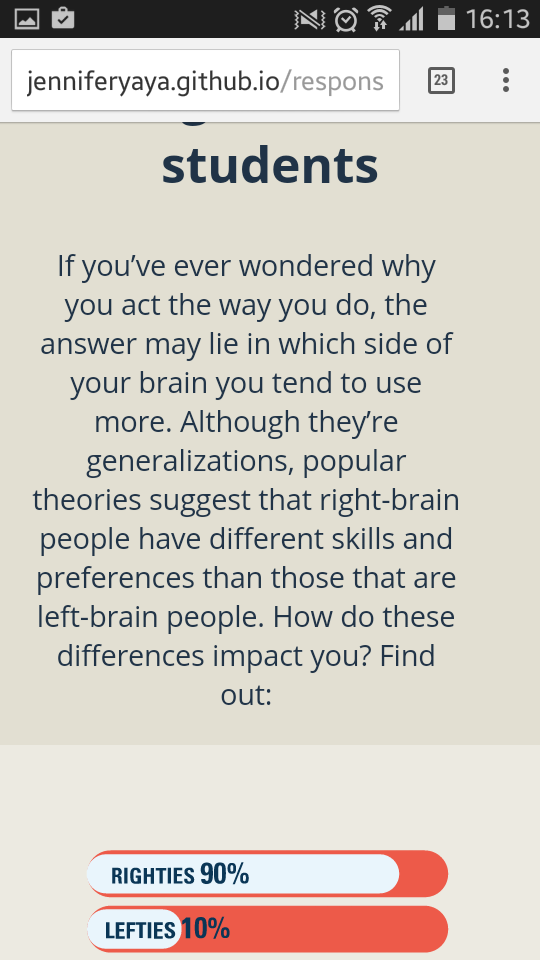 16:13
jenniferyaya.github.io/respons
23
students
If you’ve ever wondered why
you act the way you do, the
answer may lie in which side of
your brain you tend to use
more. Although they’re
generalizations, popular
theories suggest that right-brain
people have different skills and
preferences than those that are
left-brain people. How do these
differences impact you? Find
out:
RIGHTIES 90%
LEFTIES 10%